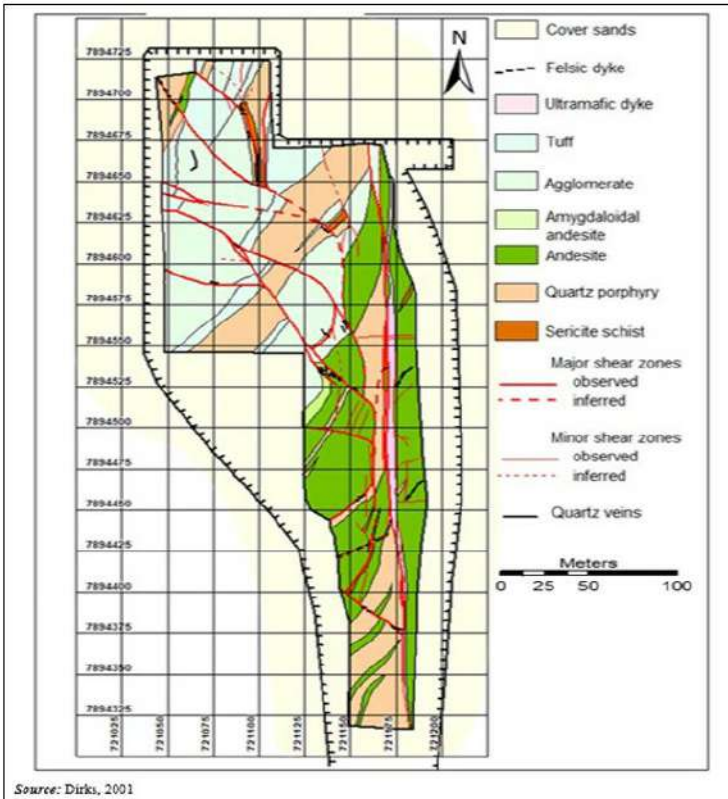 N
7894725
7894700
7894675
7894650
7894625
7894600
7894575
7894550
7894525
7894500
7894475
7894450
7894425
7894400
7894375
7894350
7894325
721025
721050
721075
721100
721125
721150
721175
721200
Cover sands
Felsic dyke
Ultramafic dyke
Tuff
Agglomerate
Amygdaloidal
andesite
Andesite
Quartz porphyry
Sericite schist
Major shear zones
observed
inferred
Minor shear zones
observed
inferred
Quartz veins
Meters
0 25 50 100
Source: Dirks, 2001